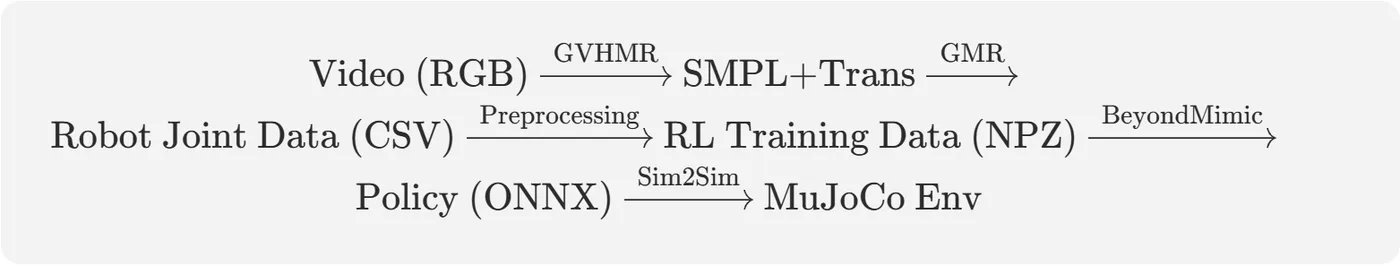 Video (RGB) GVHMR SMPL+Trans GMR
Robot Joint Data (CSV) Preprocessing RL Training Data (NPZ) BeyondMimic
Policy (ONNX) Sim2Sim MuJoCo Env